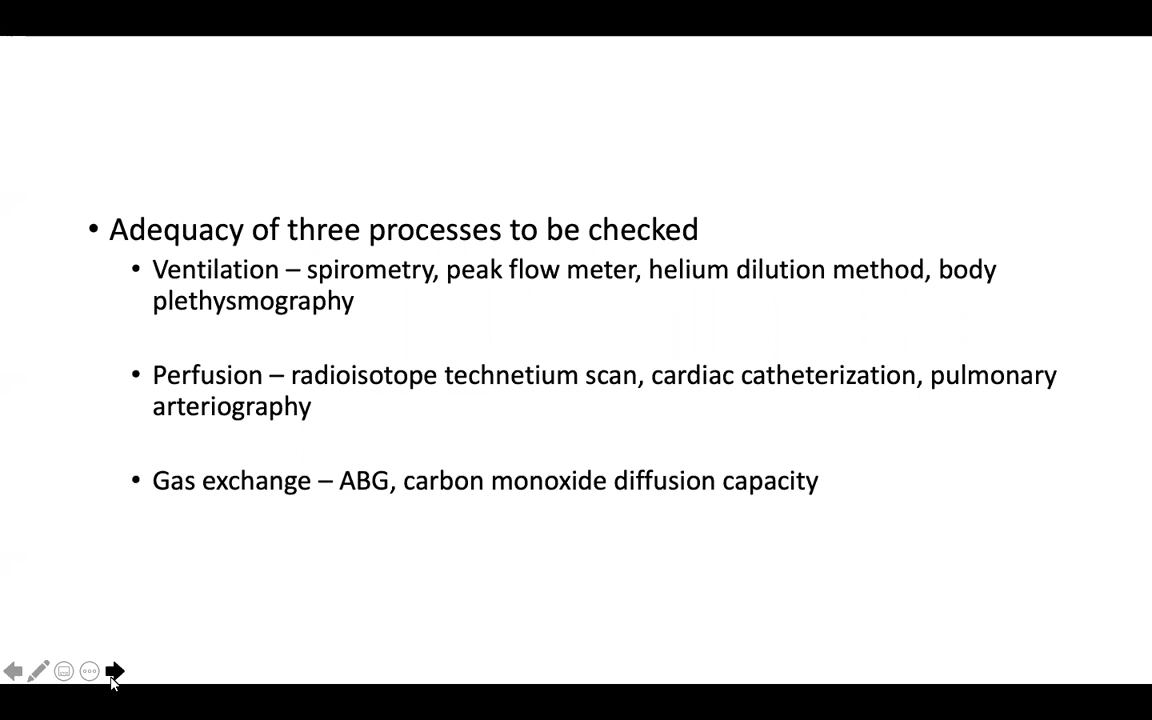 • Adequacy of three processes to be checked
• Ventilation – spirometry, peak flow meter, helium dilution method, body
plethysmography
• Perfusion – radioisotope technetium scan, cardiac catheterization, pulmonary
arteriography
• Gas exchange – ABG, carbon monoxide diffusion capacity